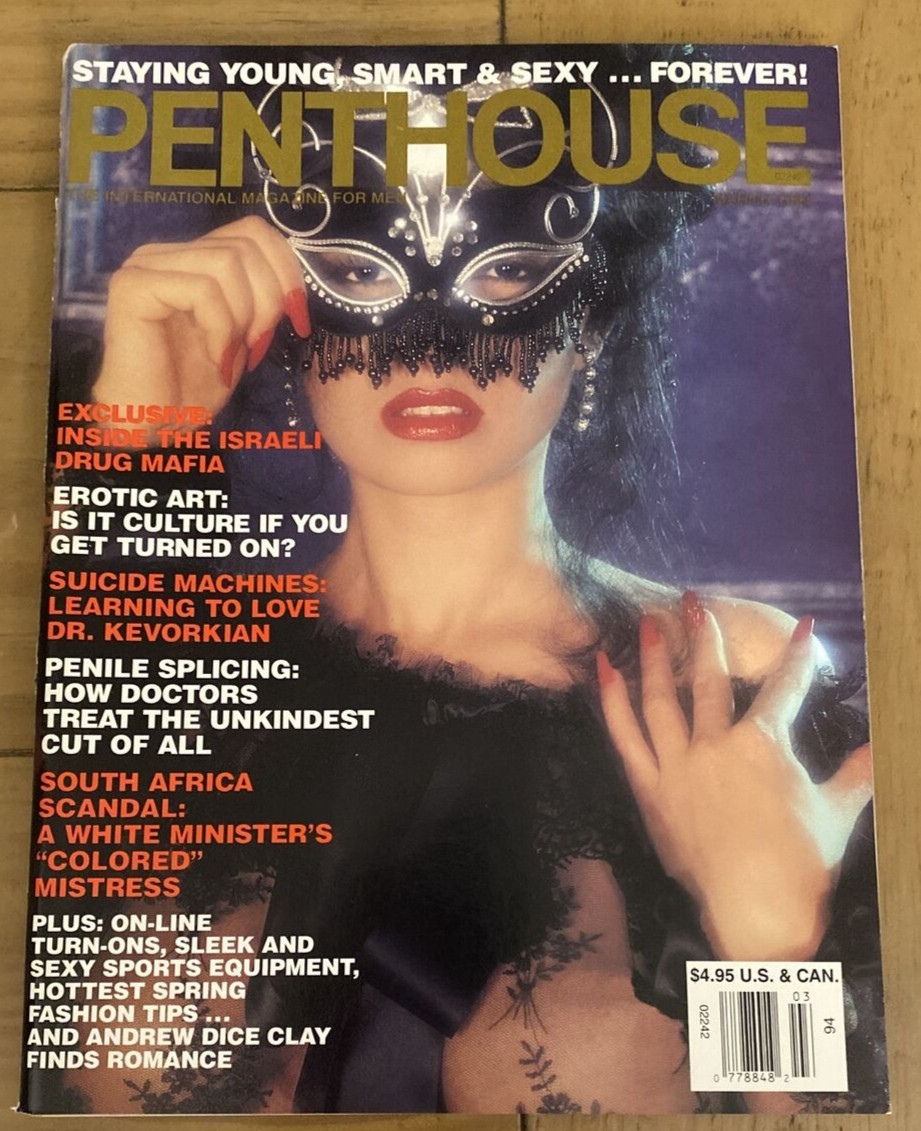 STAYING YOUNG, SMART & SEXY ... FOREVER!
PENTHOUSE
THE INTERNATIONAL MAGAZINE FOR MEN
EXCLUSIVE:
INSIDE THE ISRAELI
DRUG MAFIA
EROTIC ART:
IS IT CULTURE IF YOU
GET TURNED ON?
SUICIDE MACHINES:
LEARNING TO LOVE
DR. KEVORKIAN
PENILE SPLICING:
HOW DOCTORS
TREAT THE UNKINDEST
CUT OF ALL
SOUTH AFRICA
SCANDAL:
A WHITE MINISTER'S
“COLORED”
MISTRESS
PLUS: ON-LINE
TURN-ONS, SLEEK AND
SEXY SPORTS EQUIPMENT,
HOTTEST SPRING
FASHION TIPS ...
AND ANDREW DICE CLAY
FINDS ROMANCE
$4.95 U.S. & CAN.
03
02242
94
0 778848 2